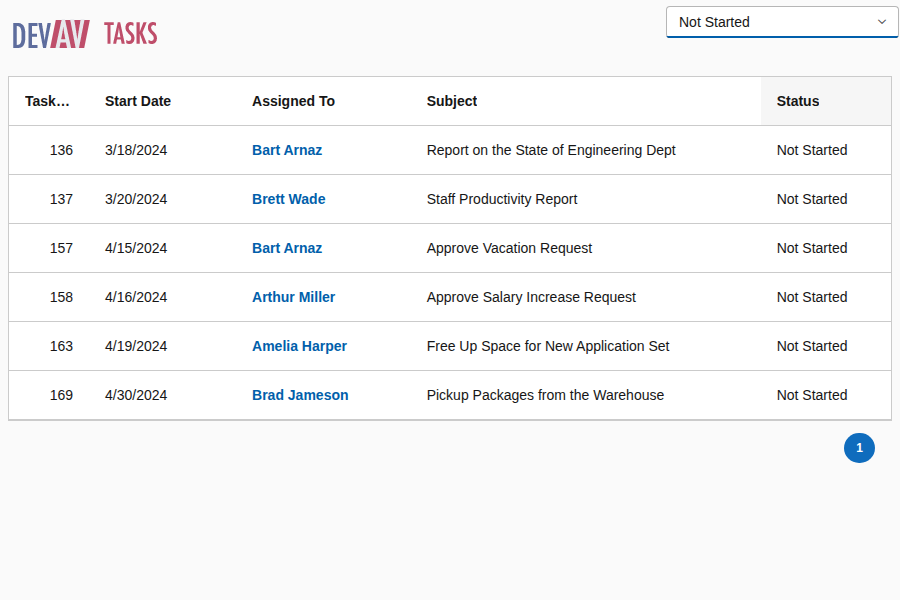 DEVAV TASKS
Not Started
Task… Start Date Assigned To Subject Status
136 3/18/2024 Bart Arnaz Report on the State of Engineering Dept Not Started
137 3/20/2024 Brett Wade Staff Productivity Report Not Started
157 4/15/2024 Bart Arnaz Approve Vacation Request Not Started
158 4/16/2024 Arthur Miller Approve Salary Increase Request Not Started
163 4/19/2024 Amelia Harper Free Up Space for New Application Set Not Started
169 4/30/2024 Brad Jameson Pickup Packages from the Warehouse Not Started
1